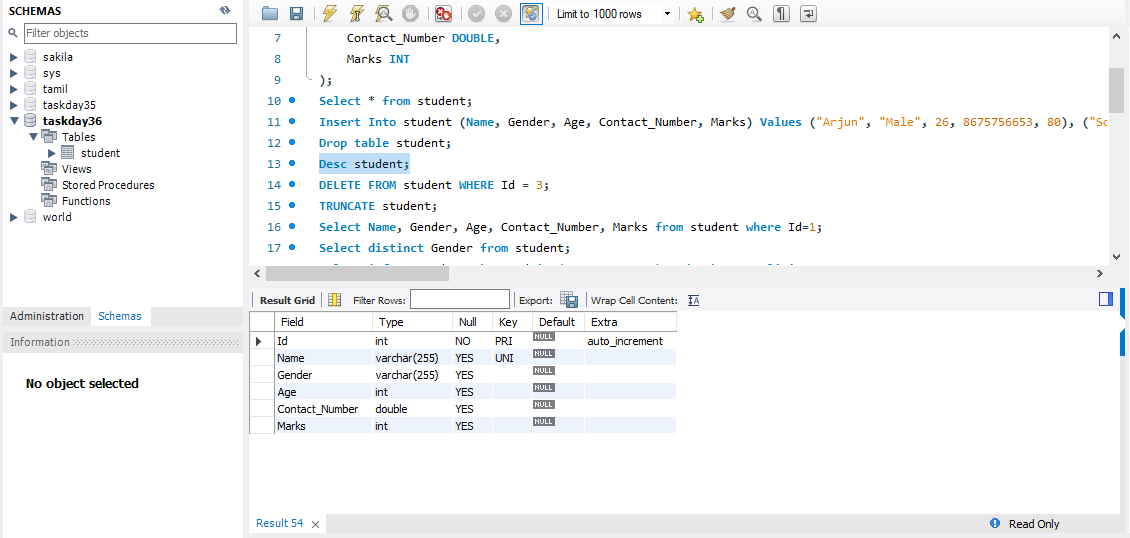 SCHEMAS
Filter objects
sakila
sys
tamil
taskday35
taskday36
Tables
student
Views
Stored Procedures
Functions
world
Administration Schemas
Information
No object selected
Limit to 1000 rows
7 Contact_Number DOUBLE,
8 Marks INT
9 );
10 Select * from student;
11 Insert Into student (Name, Gender, Age, Contact_Number, Marks) Values ("Arjun", "Male", 26, 8675756653, 80), ("So
12 Drop table student;
13 Desc student;
14 DELETE FROM student WHERE Id = 3;
15 TRUNCATE student;
16 Select Name, Gender, Age, Contact_Number, Marks from student where Id=1;
17 Select distinct Gender from student;
Result Grid Filter Rows: Export: Wrap Cell Content:
Field Type Null Key Default Extra
Id int NO PRI NULL auto_increment
Name varchar(255) YES UNI NULL
Gender varchar(255) YES NULL
Age int YES NULL
Contact_Number double YES NULL
Marks int YES NULL
Result 54
Read Only